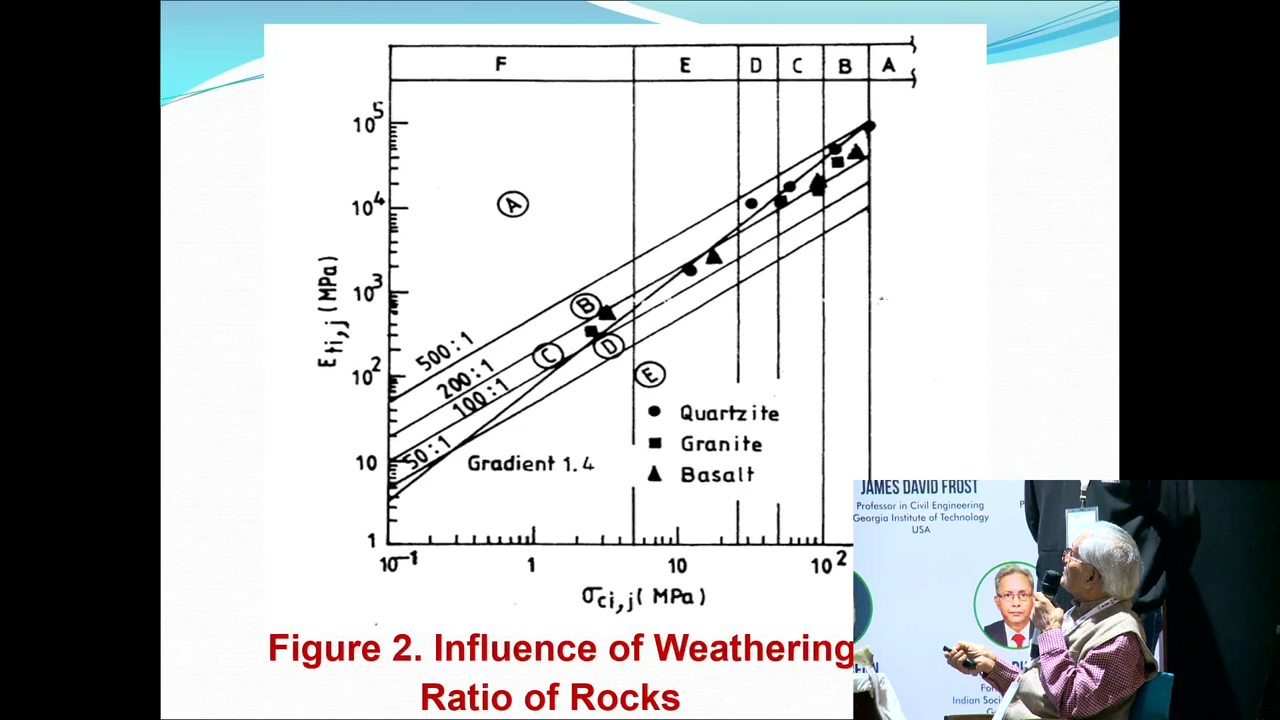 F E D C B A
10⁵
10⁴
10³
10²
10
1
E ti,j (MPa)
A
B
C
D
E
500:1
200:1
100:1
50:1
Gradient 1.4
Quartzite
Granite
Basalt
10⁻¹ 1 10 10²
σci,j (MPa)
Figure 2. Influence of Weathering
Ratio of Rocks
JAMES DAVID FROST
Professor in Civil Engineering
Georgia Institute of Technology
USA